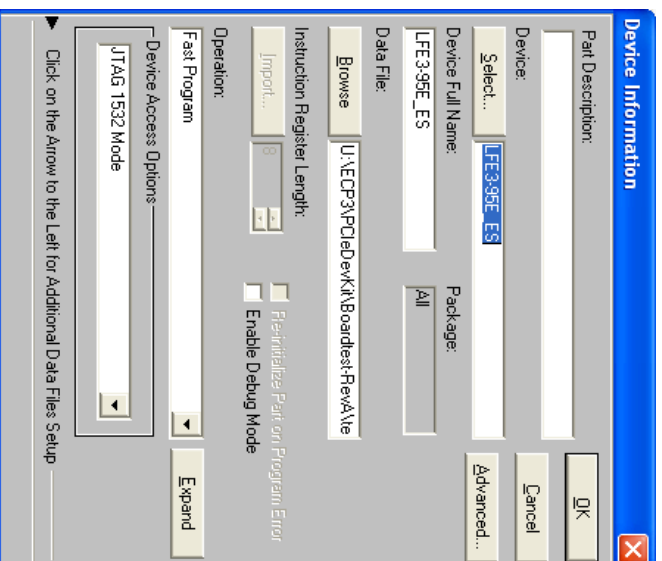 Device Information
Part Description:
OK
Device:
Cancel
Select...
LFE3-95E_ES
Advanced...
Device Full Name:
Package:
LFE3-95E_ES
All
Data File:
Browse
U:\ECP3\PCIeDevKit\Boardtest-RevA\te
Instruction Register Length:
Import...
8
Re-initialize Part on Program Error
Enable Debug Mode
Operation:
Fast Program
Expand
Device Access Options
JTAG 1532 Mode
Click on the Arrow to the Left for Additional Data Files Setup